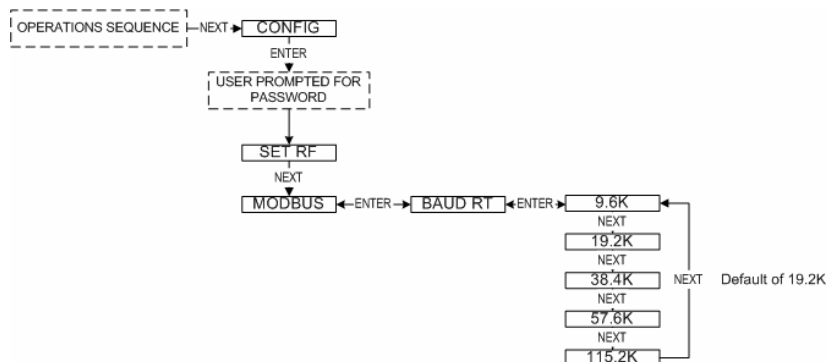 OPERATIONS SEQUENCE NEXT CONFIG
ENTER
USER PROMPTED FOR
PASSWORD
SET RF
NEXT
MODBUS ENTER BAUD RT ENTER 9.6K
NEXT
19.2K
NEXT
38.4K NEXT Default of 19.2K
NEXT
57.6K
NEXT
115.2K